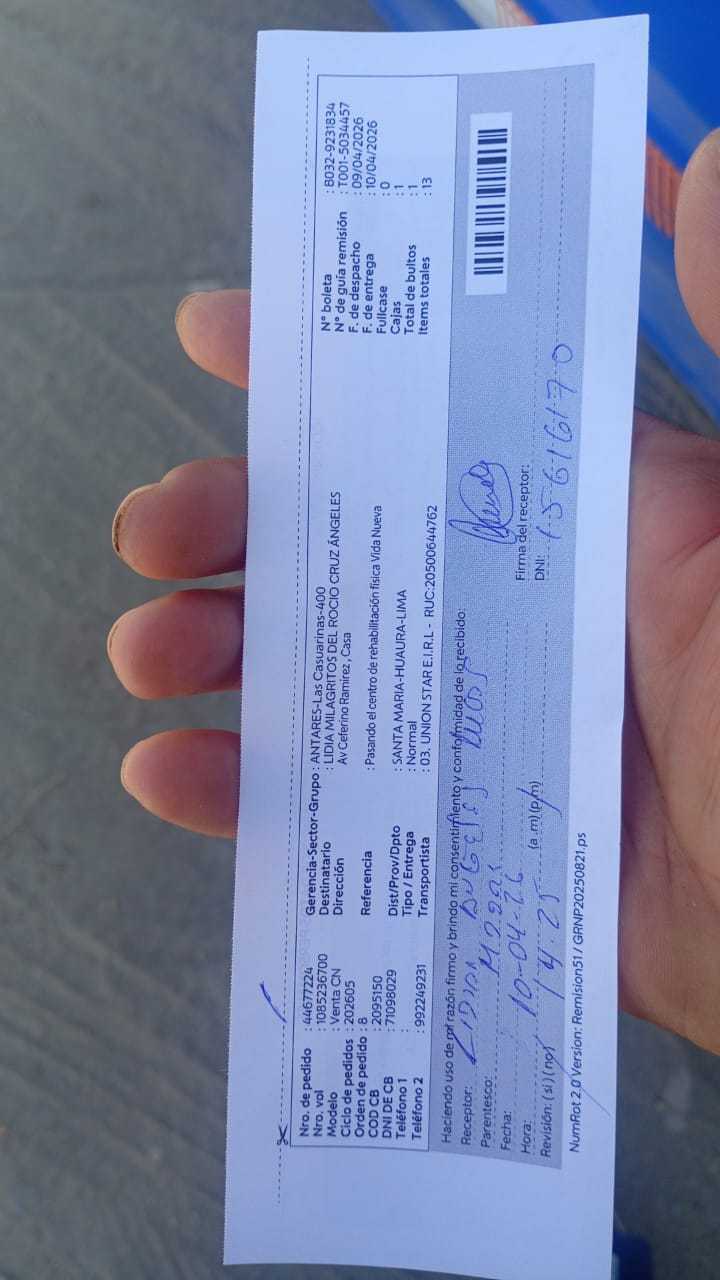 Nro. de pedido : 44677224
Nro. vol : 1085236700
Modelo : Venta CN
Ciclo de pedidos : 202605
Orden de pedido : 8
COD CB : 2095150
DNI DE CB : 71098029
Teléfono 1 :
Teléfono 2 : 992249231
Gerencia-Sector-Grupo : ANTARES-Las Casuarinas-400
Destinatario : LIDIA MILAGRITOS DEL ROCIO CRUZ ÁNGELES
Dirección Av Ceferino Ramirez , Casa
Referencia : Pasando el centro de rehabilitación física Vida Nueva
Dist/Prov/Dpto : SANTA MARIA-HUAURA-LIMA
Tipo / Entrega : Normal
Transportista : 03. UNION STAR E.I.R.L - RUC:20500644762
N° boleta : B032-9231834
N° de guía remisión : T001-5034457
F. de despacho : 09/04/2026
F. de entrega : 10/04/2026
Fullcase : 0
Cajas : 1
Total de bultos : 1
Items totales : 13
Haciendo uso de mi razón firmo y brindo mi consentimiento y conformidad de lo recibido:
Receptor:
Parentesco:
Fecha: 10-04-26
Hora: 14:25 (a.m)(p.m)
Revisión: (si)(no)
Firma del receptor:
DNI: 15616170
NumRot 2.0 Version: Remision51 / GRNP20250821.ps